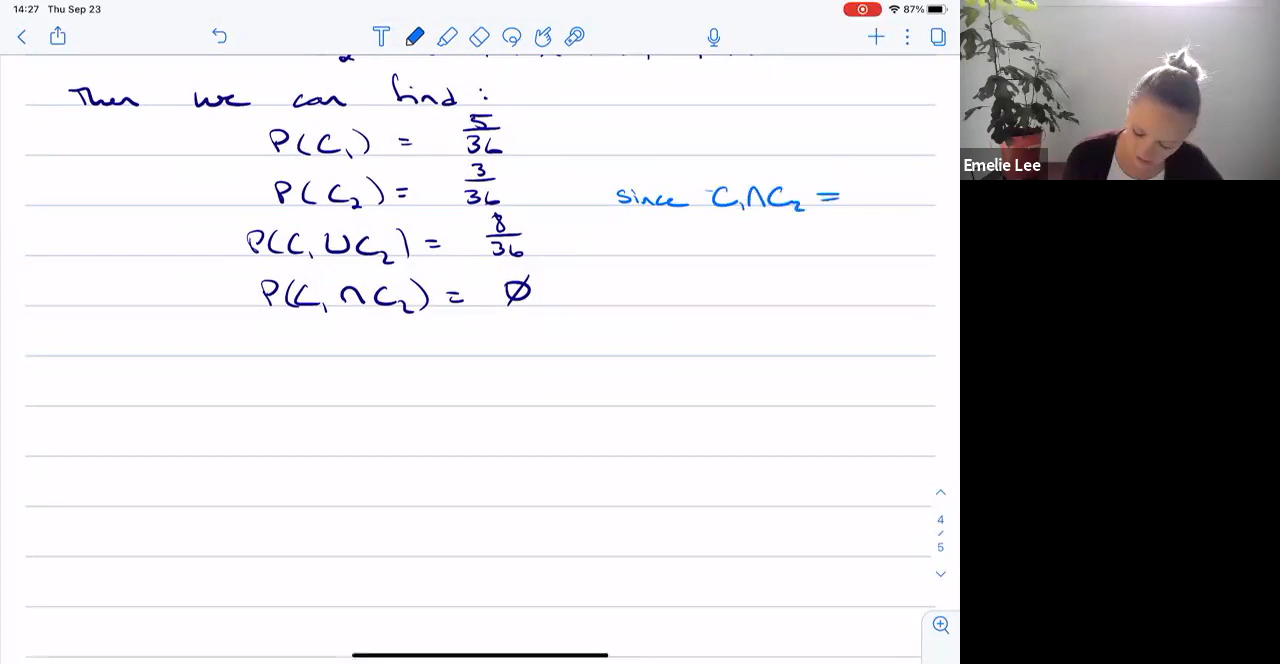 14:27 Thu Sep 23
87%
Then we can find :
P(C₁) = 5/36
P(C₂) = 3/36
since C₁∩C₂ =
P(C₁ ∪ C₂) = 8/36
P(C₁ ∩ C₂) = ∅
Emelie Lee
4
5